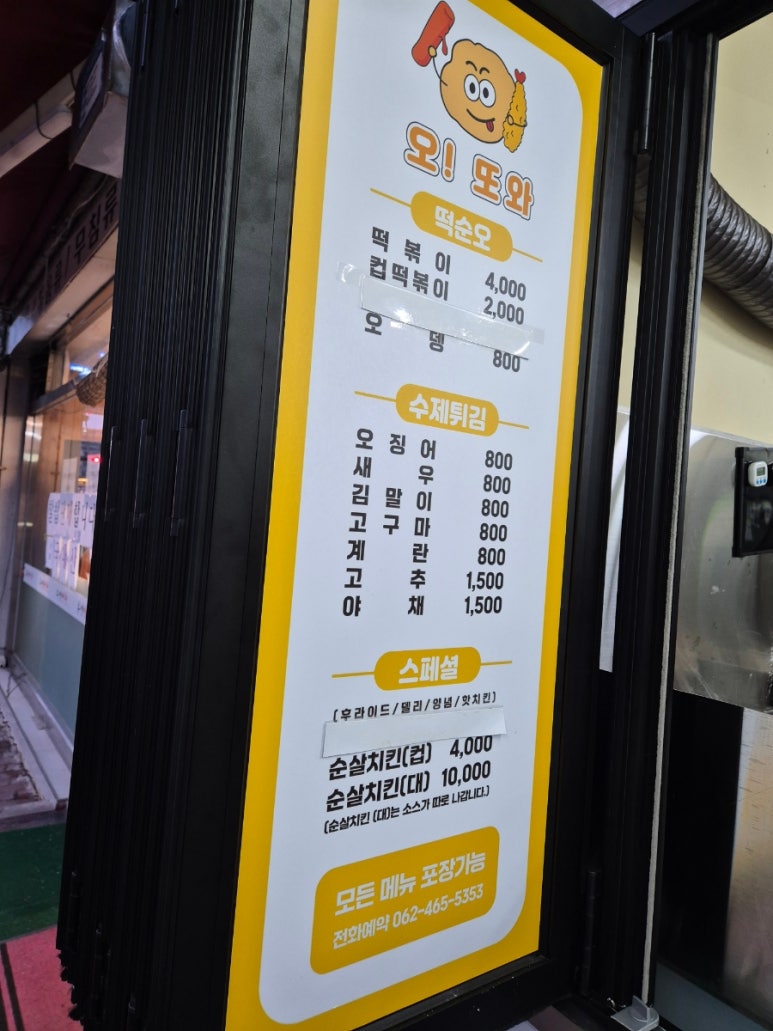 오! 또와
떡순오
떡볶이 4,000
컵떡볶이 2,000
오뎅 800
수제튀김
오징어 800
새우 800
김말이 800
고구마 800
계란 800
고추 1,500
야채 1,500
스페셜
(후라이드/델리/양념/핫치킨)
순살치킨(컵) 4,000
순살치킨(대) 10,000
(순살치킨 (대)는 소스가 따로 나갑니다.)
모든 메뉴 포장가능
전화예약 062-465-5353